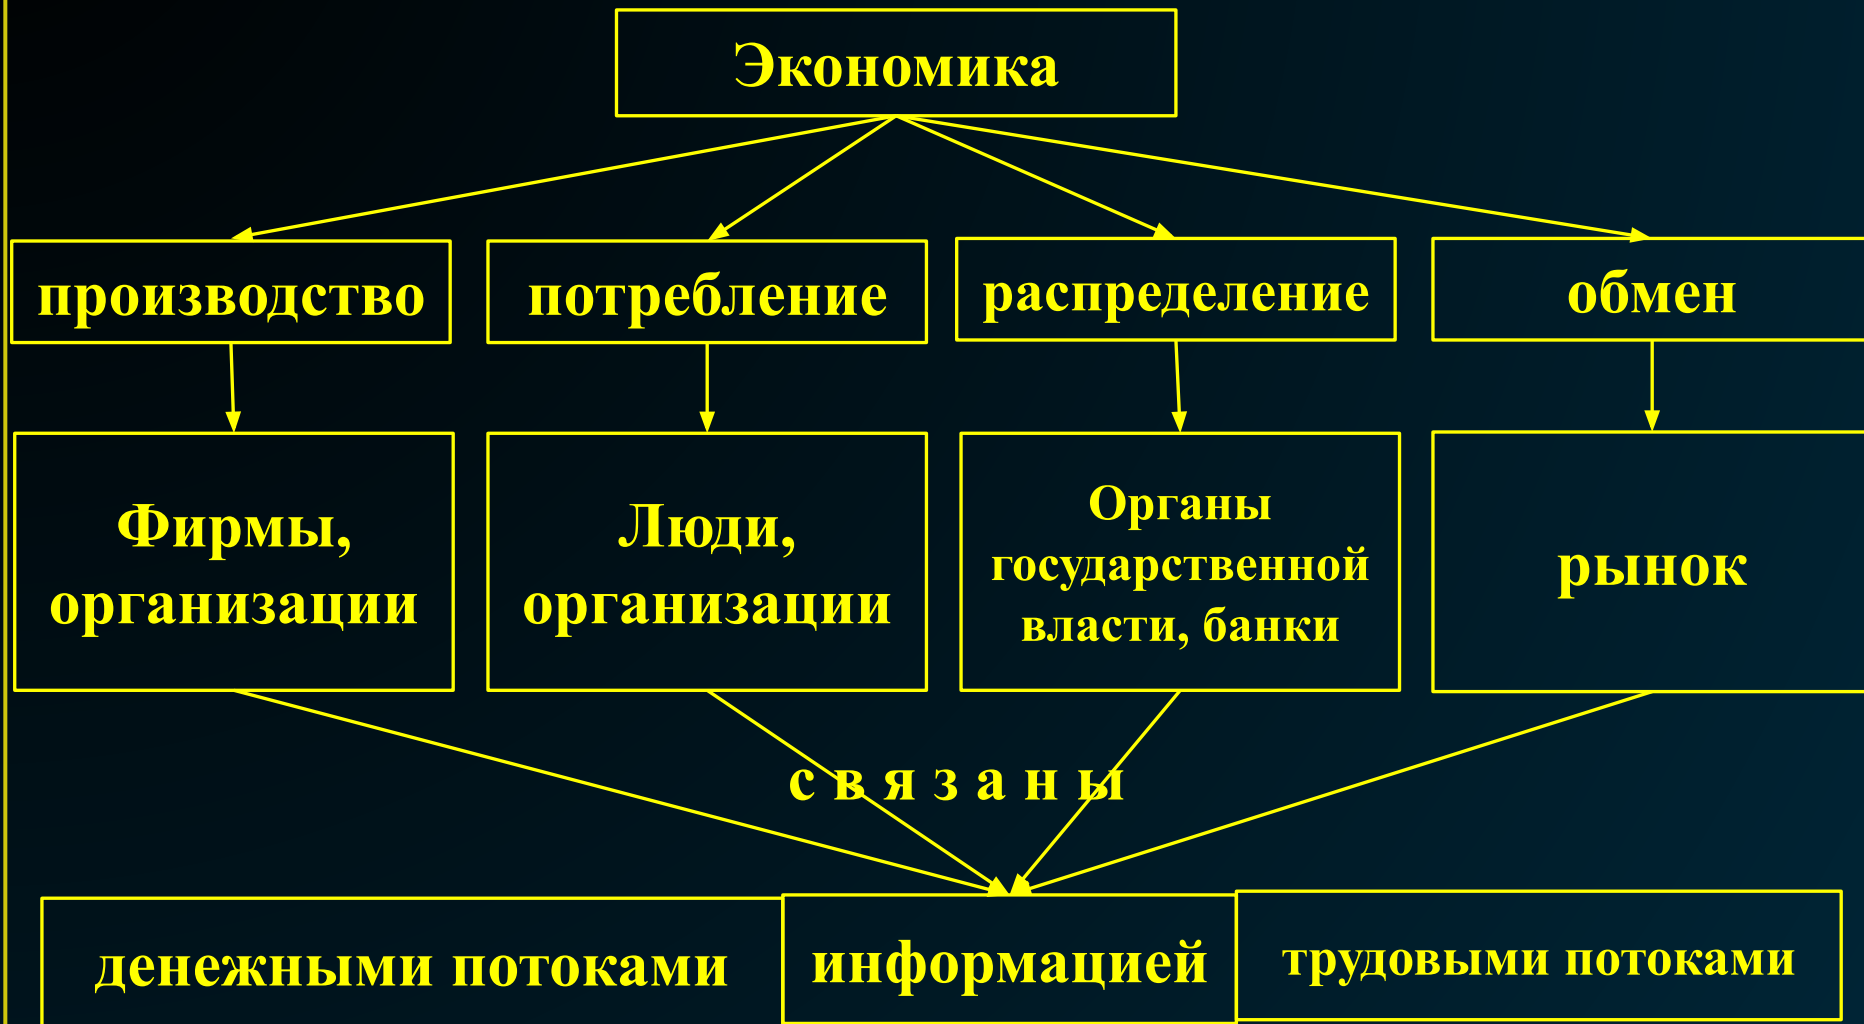 Экономика
производство
потребление
распределение
обмен
Фирмы,
организации
Люди,
организации
Органы
государственной
власти, банки
рынок
с в я з а н ы
денежными потоками
информацией
трудовыми потоками